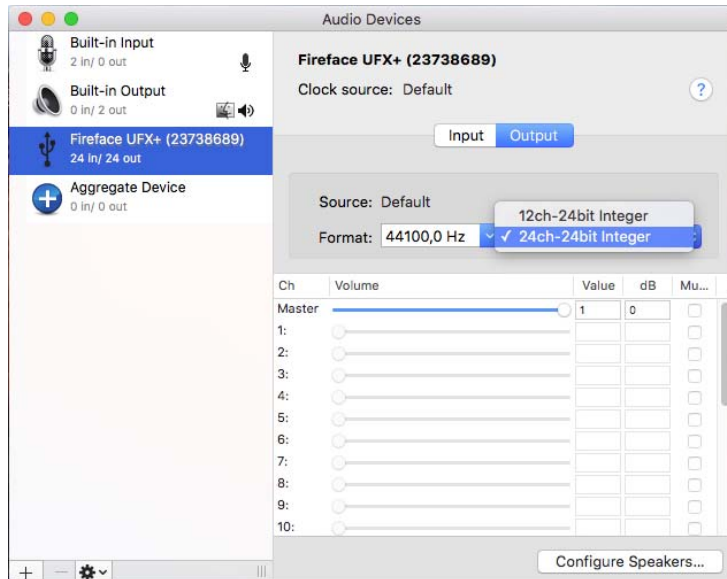 Audio Devices
Built-in Input
2 in/ 0 out
Built-in Output
0 in/ 2 out
Fireface UFX+ (23738689)
24 in/ 24 out
Aggregate Device
0 in/ 0 out
Fireface UFX+ (23738689)
Clock source: Default
?
Input Output
Source: Default
12ch-24bit Integer
Format: 44100,0 Hz ✓ 24ch-24bit Integer
Ch Volume Value dB Mu...
Master 1 0
1:
2:
3:
4:
5:
6:
7:
8:
9:
10:
Configure Speakers...